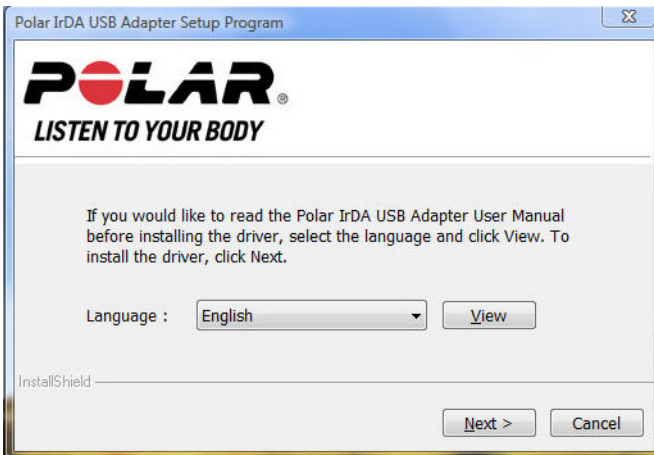 Polar IrDA USB Adapter Setup Program
POLAR®
LISTEN TO YOUR BODY
If you would like to read the Polar IrDA USB Adapter User Manual
before installing the driver, select the language and click View. To
install the driver, click Next.
Language : English View
InstallShield
Next > Cancel